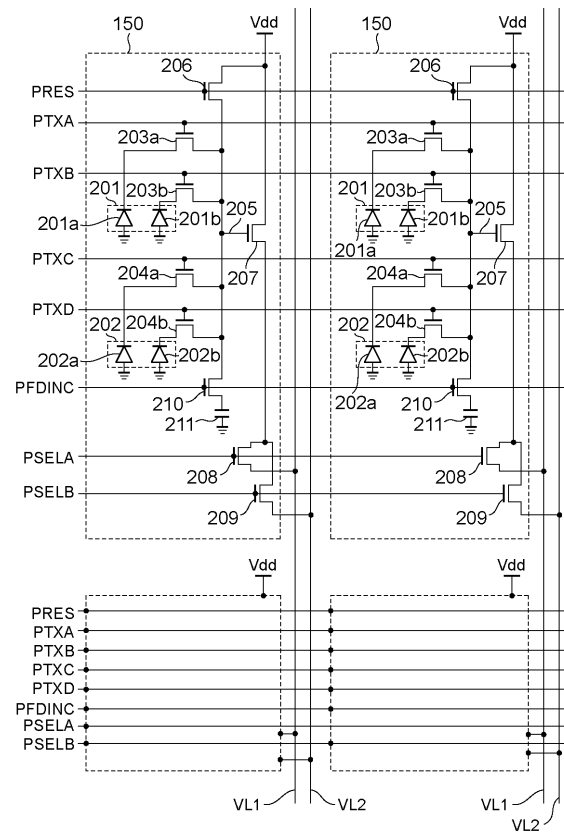 150 Vdd 150 Vdd
206 206
PRES
PTXA
203a 203a
PTXB
201 203b 201 203b
201a 201b 205 201a 201b 205
207 207
PTXC
204a 204a
PTXD
202 204b 202 204b
202a 202b 202a 202b
PFDINC
210 210
211 211
PSELA
208 208
PSELB
209 209
Vdd Vdd
PRES
PTXA
PTXB
PTXC
PTXD
PFDINC
PSELA
PSELB
VL1 VL2 VL1 VL2